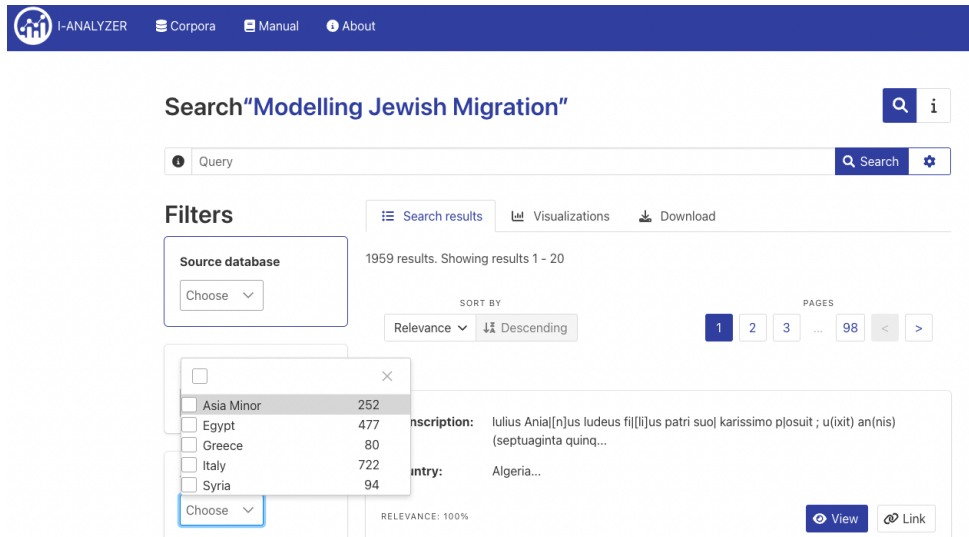 I-ANALYZER Corpora Manual About
Search“Modelling Jewish Migration”
Query Search
Filters
Search results Visualizations Download
Source database
Choose
1959 results. Showing results 1 - 20
SORT BY
Relevance Descending
PAGES
1 2 3 ... 98 < >
Asia Minor 252
Egypt 477
Greece 80
Italy 722
Syria 94
Choose
nscription: Iulius Ania|[n]us Iudeus fi|[li]us patri suo| karissimo p|osuit ; u(ixit) an(nis)
(septuaginta quinq...
untry: Algeria...
RELEVANCE: 100%
View Link